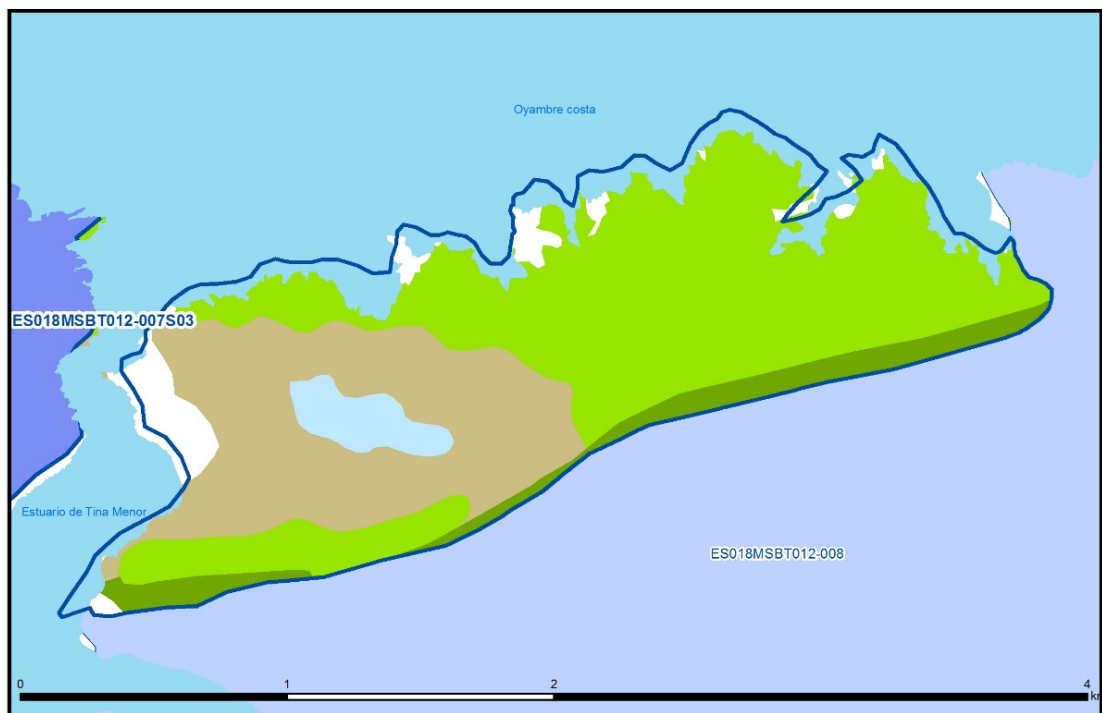 Oyambre costa
ES018MSBT012-007S03
Estuario de Tina Menor
ES018MSBT012-008
0 1 2 4
km